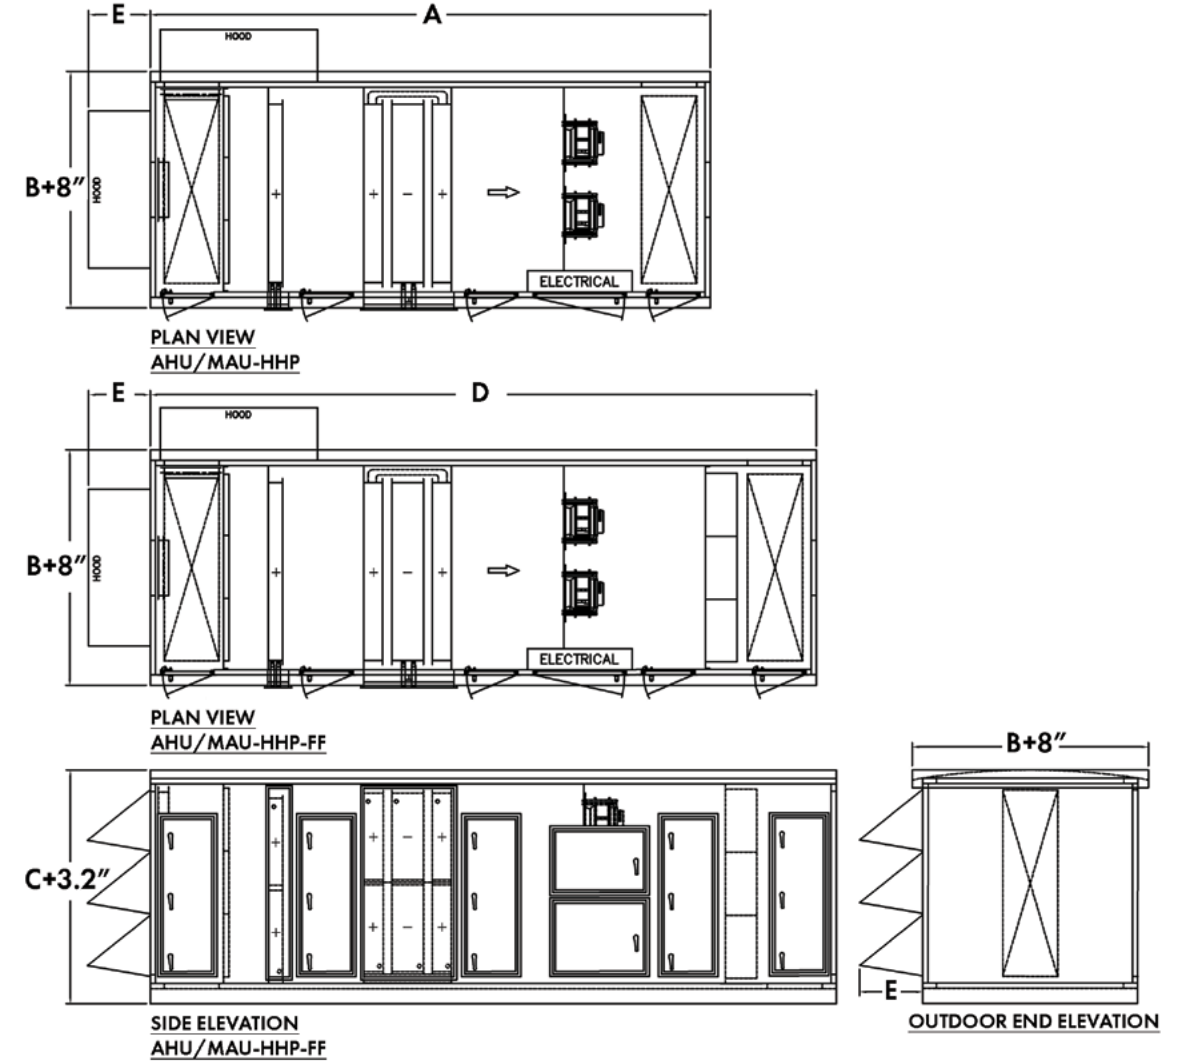 E
A
HOOD
B+8″
HOOD
ELECTRICAL
PLAN VIEW
AHU/MAU-HHP
E
D
HOOD
B+8″
HOOD
ELECTRICAL
PLAN VIEW
AHU/MAU-HHP-FF
B+8″
C+3.2″
E
SIDE ELEVATION
AHU/MAU-HHP-FF
OUTDOOR END ELEVATION